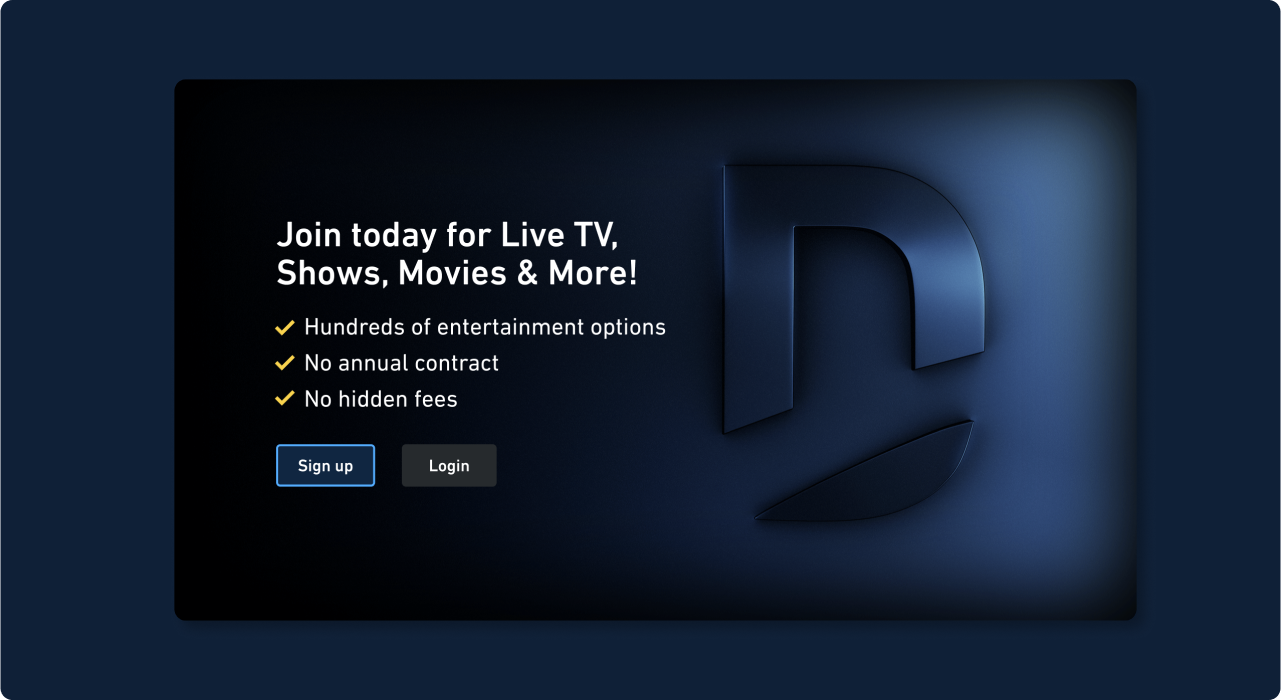 Join today for Live TV,
Shows, Movies & More!
Hundreds of entertainment options
No annual contract
No hidden fees
Sign up
Login